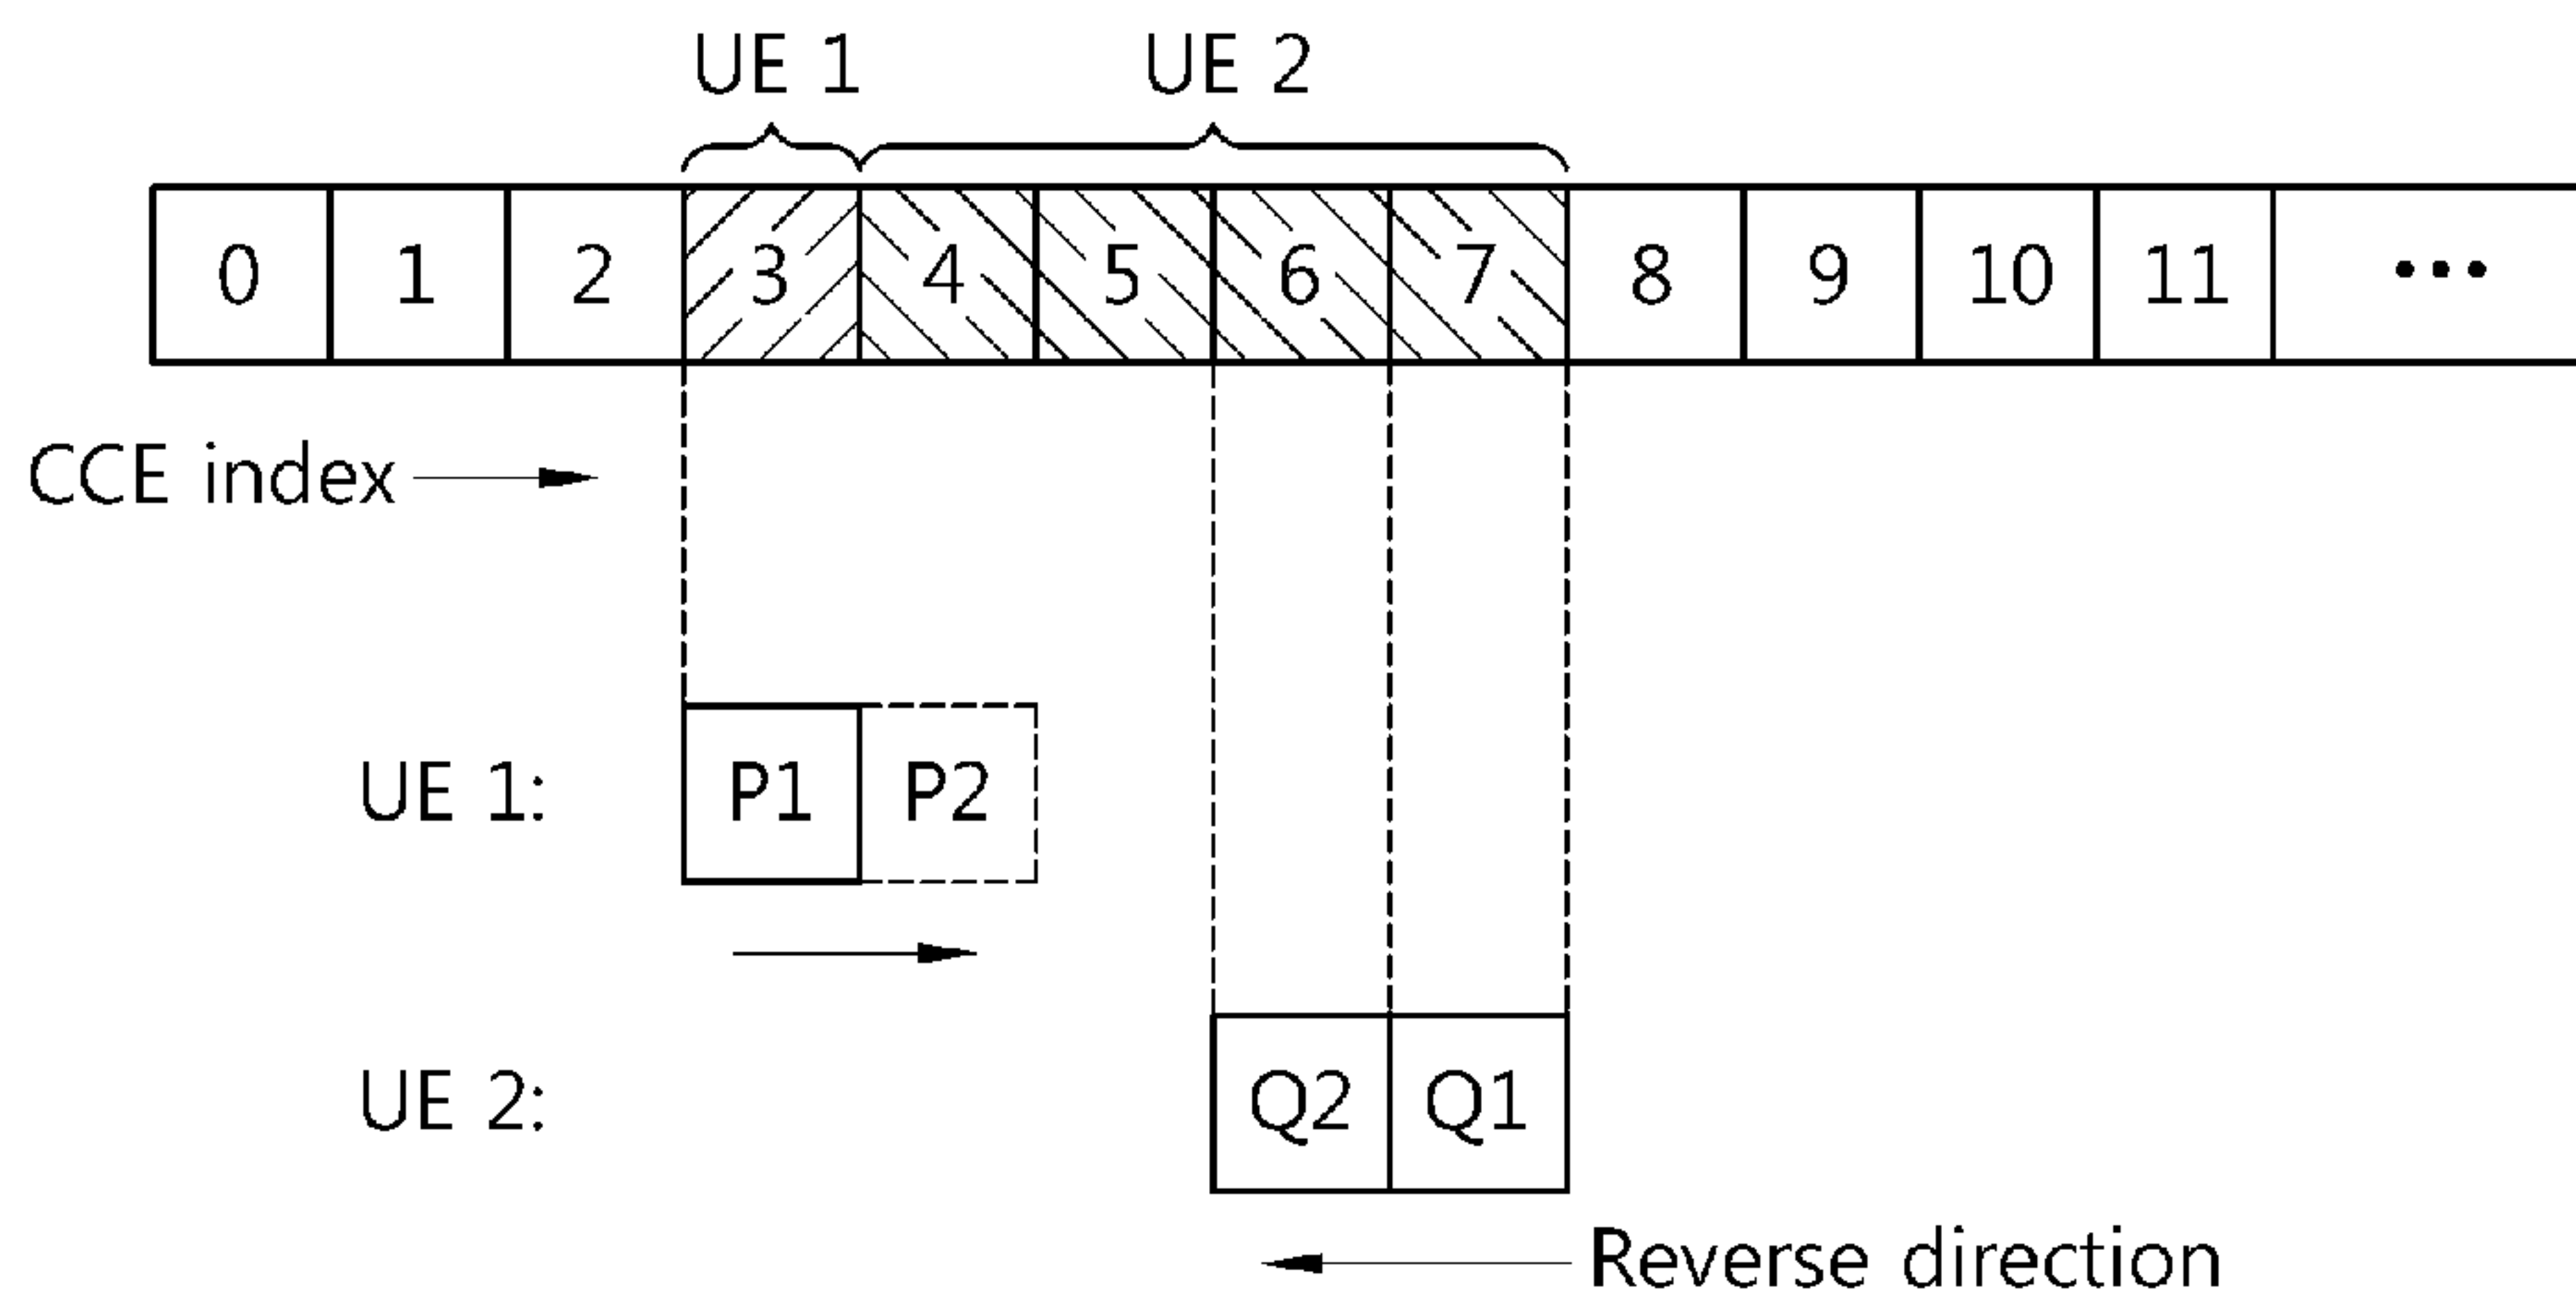 UE 1 UE 2
0 1 2 3 4 5 6 7 8 9 10 11 •••
CCE index
UE 1: P1 P2
UE 2: Q2 Q1
Reverse direction